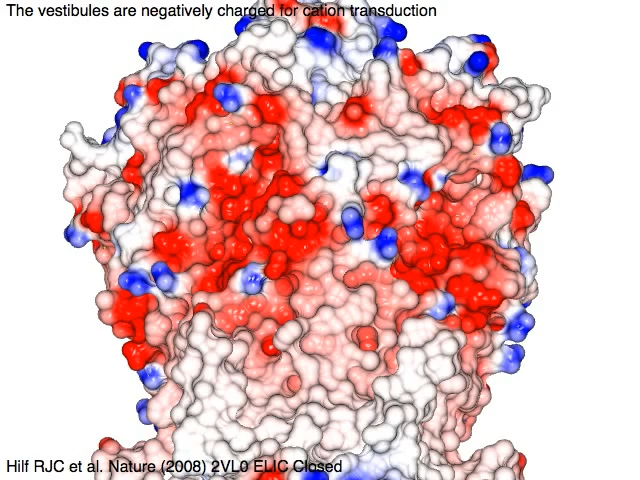 The vestibules are negatively charged for cation transduction
Hilf RJC et al. Nature (2008) 2VL0 ELIC Closed